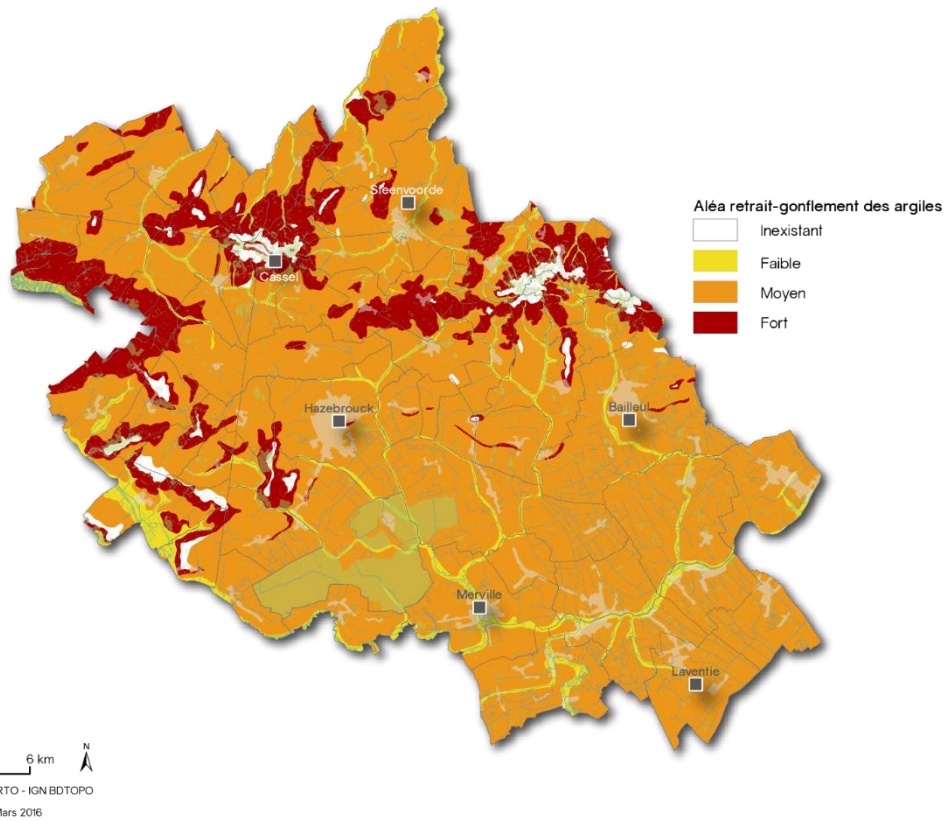 Steenvoorde
Cassel
Aléa retrait-gonflement des argiles
Inexistant
Faible
Moyen
Fort
Hazebrouck
Bailleul
Merville
Laventie
6 km
N
RTO - IGN BDTOPO
Mars 2016